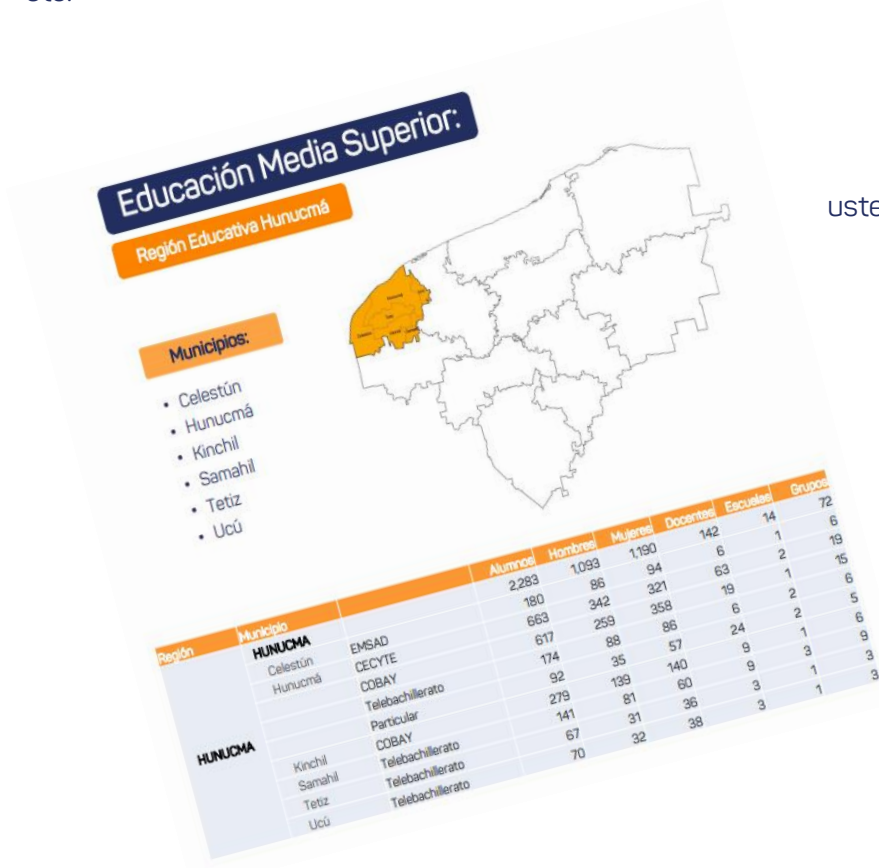 Educación Media Superior:
Región Educativa Hunucmá
uste
Municipios:
• Celestún
• Hunucmá
• Kinchil
• Samahil
• Tetiz
• Ucú
Región Municipio Alumnos Hombres Mujeres Docentes Escuelas Grupos
HUNUCMA 2,283 1,093 1,190 142 14 72
Celestún EMSAD 180 86 94 6 1 6
Hunucmá CECYTE 663 342 321 63 2 19
COBAY 617 259 358 19 1 15
Telebachillerato 174 88 86 6 2 6
Particular 92 35 57 24 2 5
HUNUCMA
Kinchil COBAY 279 139 140 9 1 6
Samahil Telebachillerato 141 81 60 9 3 9
Tetiz Telebachillerato 67 31 36 3 1 3
Ucú Telebachillerato 70 32 38 3 1 3